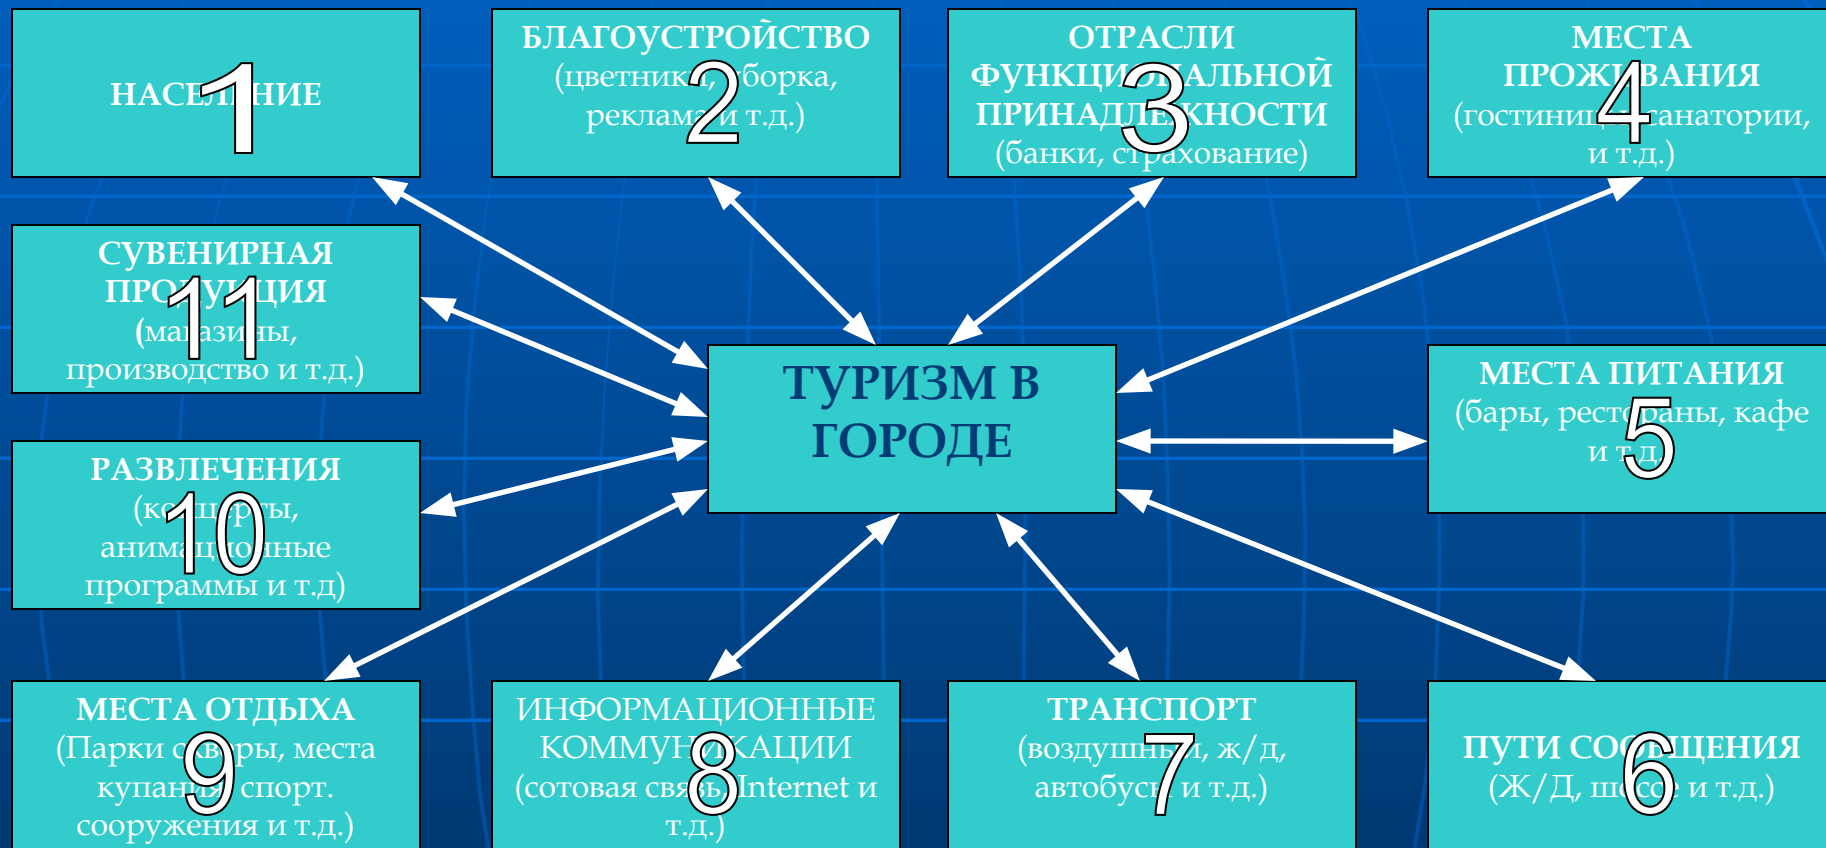 НАСЕЛЕНИЕ
1
БЛАГОУСТРОЙСТВО
(цветники, уборка,
реклама и т.д.)
2
ОТРАСЛИ
ФУНКЦИОНАЛЬНОЙ
ПРИНАДЛЕЖНОСТИ
(банки, страхование)
3
МЕСТА
ПРОЖИВАНИЯ
(гостиницы, санатории,
и т.д.)
4
СУВЕНИРНАЯ
ПРОДУКЦИЯ
(магазины,
производство и т.д.)
11
ТУРИЗМ В
ГОРОДЕ
МЕСТА ПИТАНИЯ
(бары, рестораны, кафе
и т.д.
5
РАЗВЛЕЧЕНИЯ
(концерты,
анимационные
программы и т.д)
10
МЕСТА ОТДЫХА
(Парки скверы, места
купания, спорт.
сооружения и т.д.)
9
ИНФОРМАЦИОННЫЕ
КОММУНИКАЦИИ
(сотовая связь, Internet и
т.д.)
8
ТРАНСПОРТ
(воздушный, ж/д,
автобусы и т.д.)
7
ПУТИ СООБЩЕНИЯ
(Ж/Д, шоссе и т.д.)
6